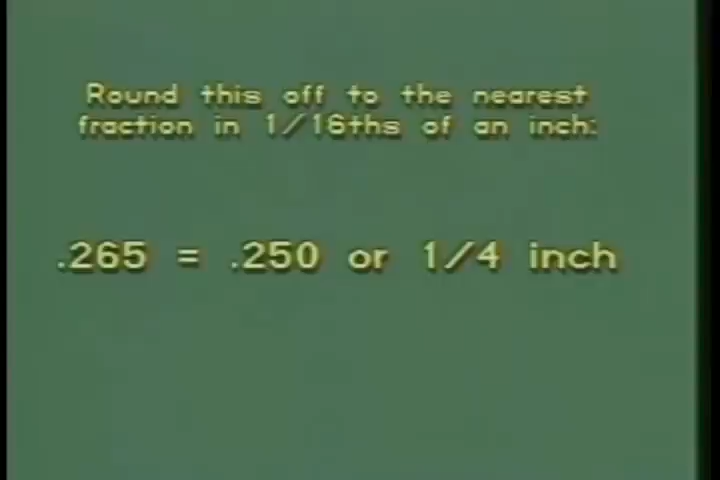 Round this off to the nearest
fraction in 1/16ths of an inch:
.265 = .250 or 1/4 inch